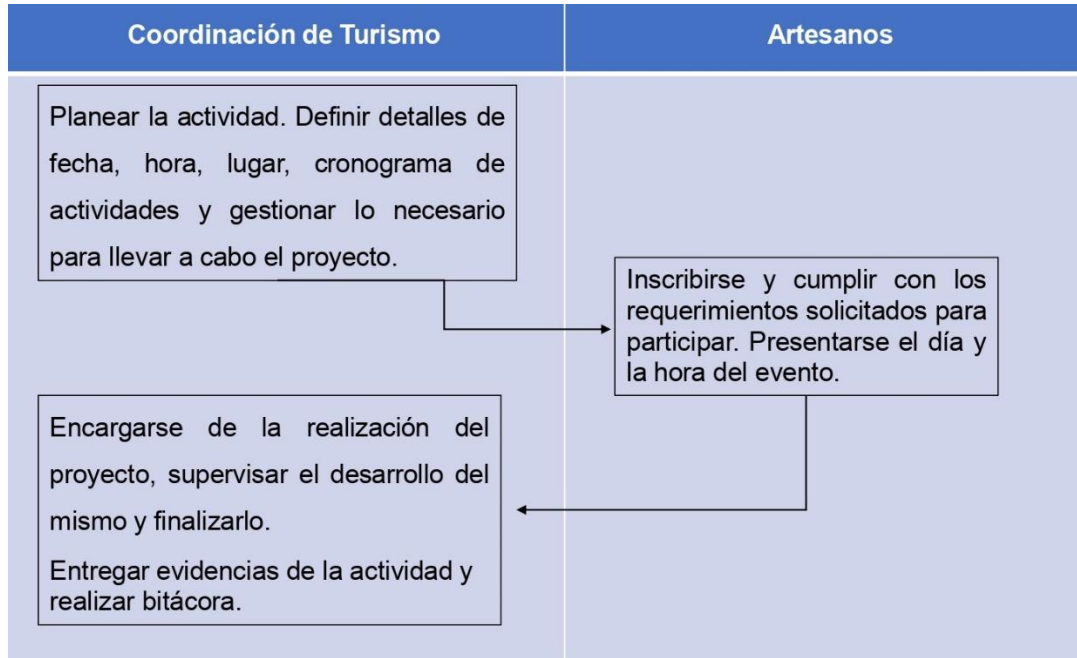 Coordinación de Turismo
Artesanos
Planear la actividad. Definir detalles de
fecha, hora, lugar, cronograma de
actividades y gestionar lo necesario
para llevar a cabo el proyecto.
Inscribirse y cumplir con los
requerimientos solicitados para
participar. Presentarse el día y
la hora del evento.
Encargarse de la realización del
proyecto, supervisar el desarrollo del
mismo y finalizarlo.
Entregar evidencias de la actividad y
realizar bitácora.